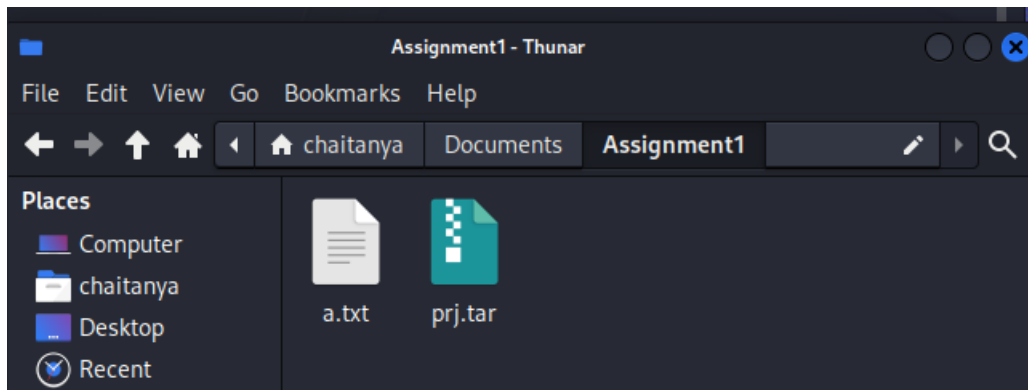 Assignment1 - Thunar
File Edit View Go Bookmarks Help
chaitanya Documents Assignment1
Places
Computer
chaitanya
Desktop
Recent
a.txt prj.tar